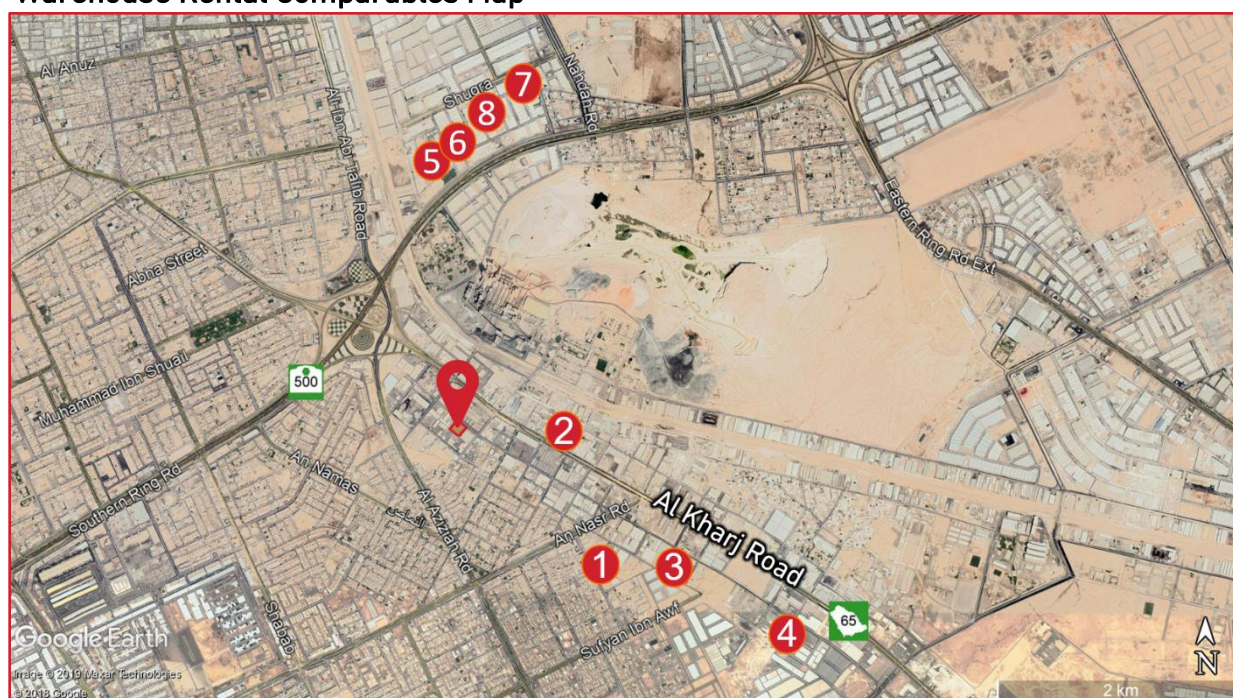 Warehouse Rental Comparables Map
Al Anuz
Shuqra
Nahdah Rd
7
8
6
5
Ali Ibn Abi Talib Road
Eastern Ring Rd Ext
Abna Street
Muhammad Ibn Shuail
500
2
An Namas
Southern Ring Rd
Al Aziziah Rd
An Nasr Rd
Al Kharj Road
1
3
Sufyan Ibn Awf
4
65
Shabab
Google Earth
Image © 2019 Maxar Technologies
© 2018 Google
N
2 km